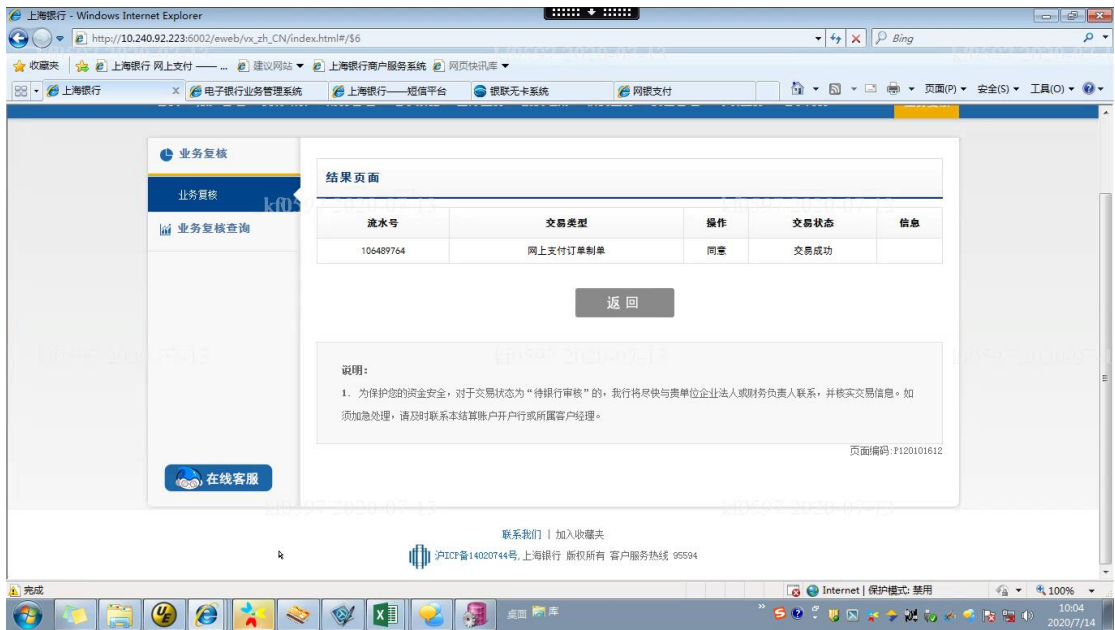 上海银行 - Windows Internet Explorer
http://10.240.92.223:6002/eweb/vx_zh_CN/index.html#/$6
Bing
收藏夹 上海银行 网上支付 —— ... 建议网站 上海银行商户服务系统 网页快讯库
上海银行 x 电子银行业务管理系统 上海银行——短信平台 银联无卡系统 网银支付 页面(P) 安全(S) 工具(O)
业务复核
业务复核
业务复核查询
结果页面
流水号 交易类型 操作 交易状态 信息
106489764 网上支付订单制单 同意 交易成功
返 回
说明：
1. 为保护您的资金安全，对于交易状态为“待银行审核”的，我行将尽快与贵单位企业法人或财务负责人联系，并核实交易信息。如
须加急处理，请及时联系本结算账户开户行或所属客户经理。
页面编码:P120101612
在线客服
kf0597 2020-07-13
联系我们 | 加入收藏夹
沪ICP备14020744号, 上海银行 版权所有 客户服务热线 95594
完成 Internet | 保护模式: 禁用 100%
桌面 库 10:04
2020/7/14